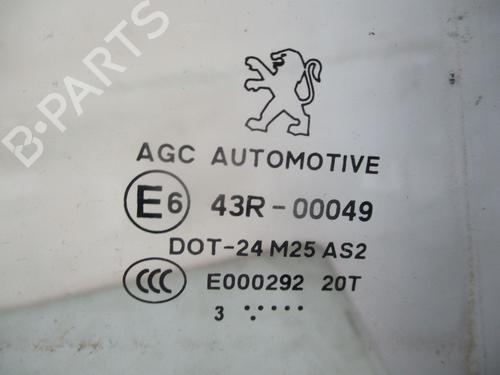 B-PARTS
AGC AUTOMOTIVE
E6 43R-00049
DOT-24 M25 AS2
CCC E000292 20T
3 .:.....